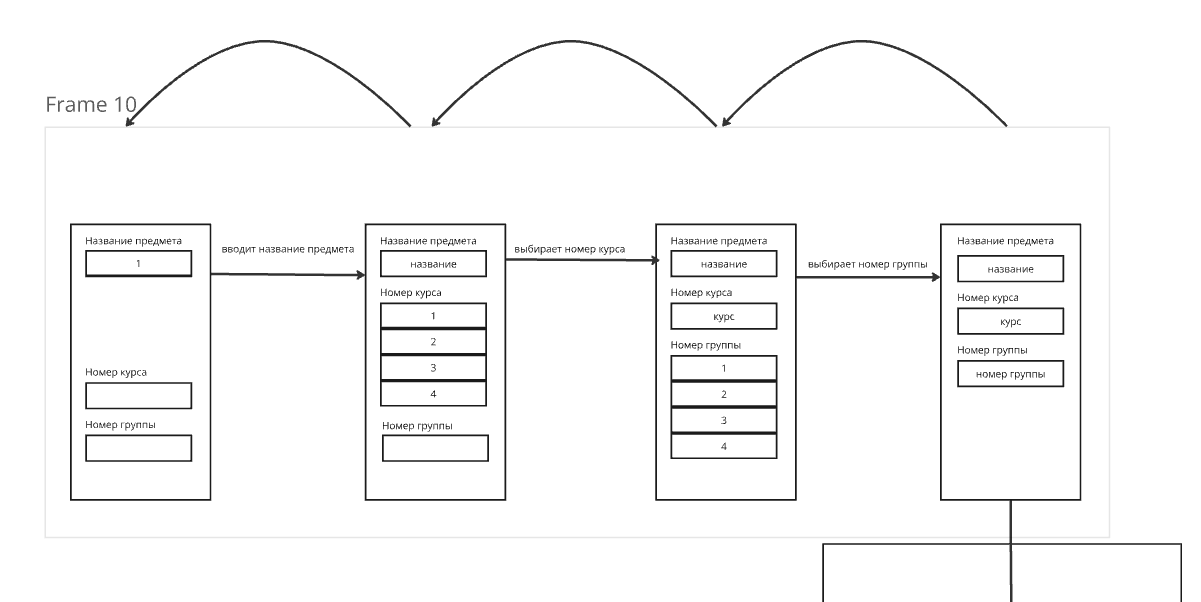 Frame 10
Название предмета
1
Номер курса
Номер группы
вводит название предмета
Название предмета
название
Номер курса
1
2
3
4
Номер группы
выбирает номер курса
Название предмета
название
Номер курса
курс
Номер группы
1
2
3
4
выбирает номер группы
Название предмета
название
Номер курса
курс
Номер группы
номер группы